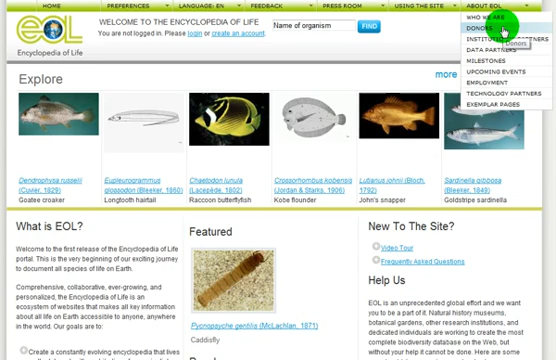 HOME PREFERENCES LANGUAGE: EN FEEDBACK PRESS ROOM USING THE SITE ABOUT EOL
WELCOME TO THE ENCYCLOPEDIA OF LIFE
You are not logged in. Please login or create an account.
Name of organism
FIND
eol
Encyclopedia of Life
WHO WE ARE
DONORS
Donors
DATA PARTNERS
MILESTONES
UPCOMING EVENTS
EMPLOYMENT
TECHNOLOGY PARTNERS
EXEMPLAR PAGES
Explore
more
Dendrophysa russelii
(Cuvier, 1829)
Goatee croaker
Eupleurogrammus
glossodon (Bleeker, 1860)
Longtooth hairtail
Chaetodon lunula
(Lacepède, 1802)
Raccoon butterflyfish
Crossorhombus kobensis
(Jordan & Starks, 1906)
Kobe flounder
Lutjanus johnii (Bloch,
1792)
John's snapper
Sardinella gibbosa
(Bleeker, 1849)
Goldstripe sardinella
What is EOL?
Welcome to the first release of the Encyclopedia of Life
portal. This is the very beginning of our exciting journey
to document all species of life on Earth.
Comprehensive, collaborative, ever-growing, and
personalized, the Encyclopedia of Life is an
ecosystem of websites that makes all key information
about all life on Earth accessible to anyone, anywhere
in the world. Our goals are to:
Create a constantly evolving encyclopedia that lives
Featured
Pycnopsyche gentilis (McLachlan, 1871)
Caddisfly
New To The Site?
Video Tour
Frequently Asked Questions
Help Us
EOL is an unprecedented global effort and we want
you to be a part of it. Natural history museums,
botanical gardens, other research institutions, and
dedicated individuals are working to create the most
complete biodiversity database on the Web, but
without your help it cannot be done. Here are some